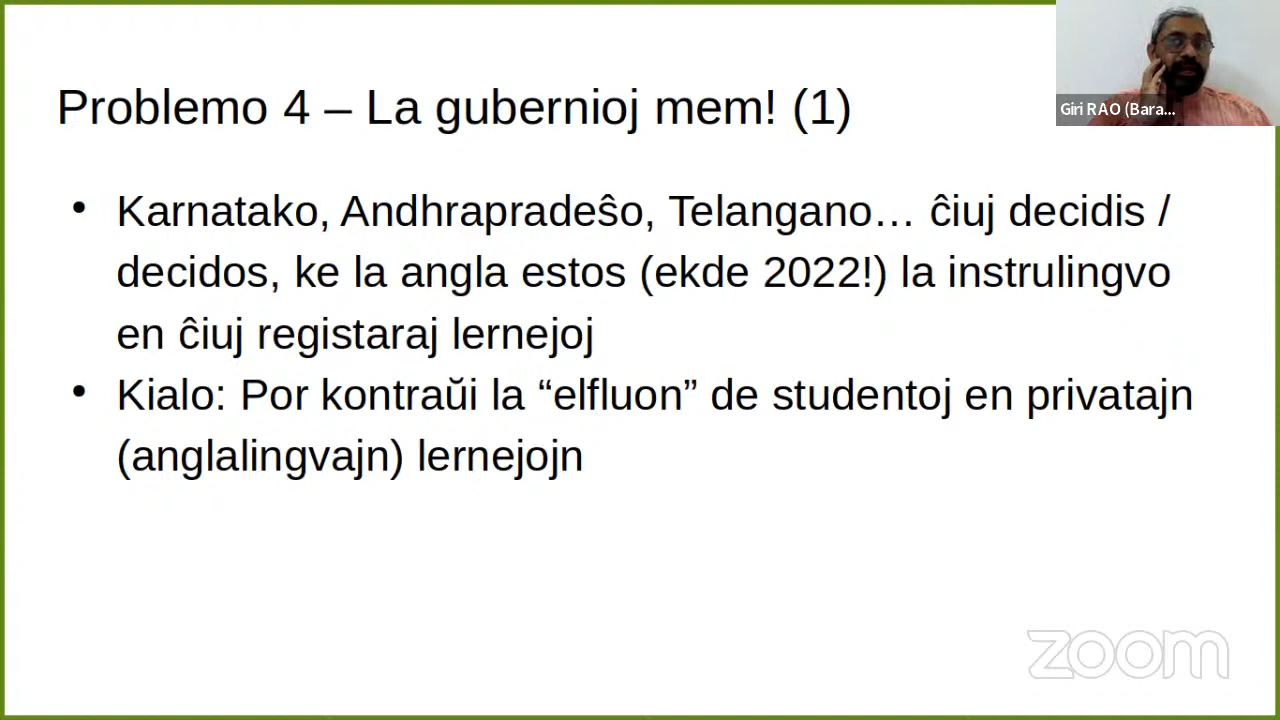 Problemo 4 – La gubernioj mem! (1)
Giri RAO (Bara...
• Karnatako, Andhrapradeŝo, Telangano… ĉiuj decidis /
decidos, ke la angla estos (ekde 2022!) la instrulingvo
en ĉiuj registaraj lernejoj
• Kialo: Por kontraŭi la “elfluon” de studentoj en privatajn
(anglalingvajn) lernejojn
zoom